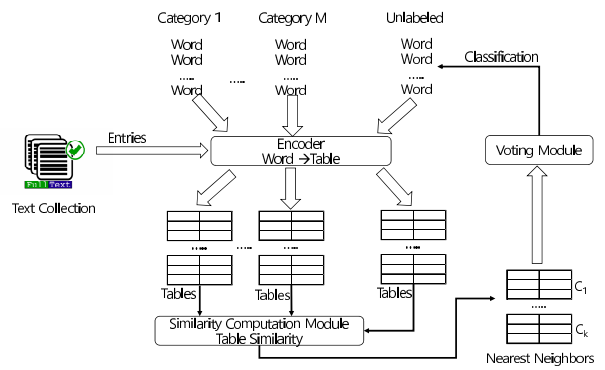 Category 1
Category M
Unlabeled
Word
Word
.....
Word
.....
Word
Word
.....
Word
Word
Word
.....
Word
Classification
Entries
Encoder
Word →Table
Voting Module
Full Text
Text Collection
.....
.....
.....
.....
Tables
Tables
Tables
C1
.....
Ck
Similarity Computation Module
Table Similarity
Nearest Neighbors